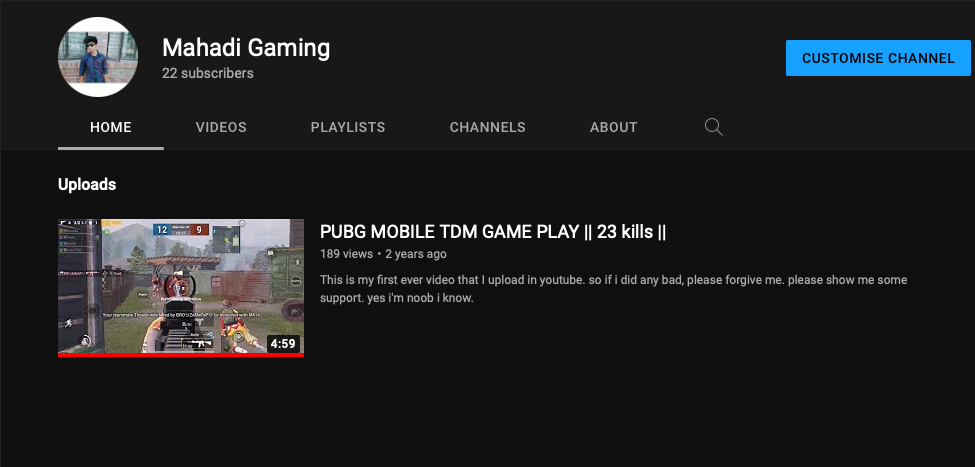 Mahadi Gaming
22 subscribers
CUSTOMISE CHANNEL
HOME VIDEOS PLAYLISTS CHANNELS ABOUT
Uploads
12 9
4:59
PUBG MOBILE TDM GAME PLAY || 23 kills ||
189 views • 2 years ago
This is my first ever video that I upload in youtube. so if i did any bad, please forgive me. please show me some
support. yes i'm noob i know.